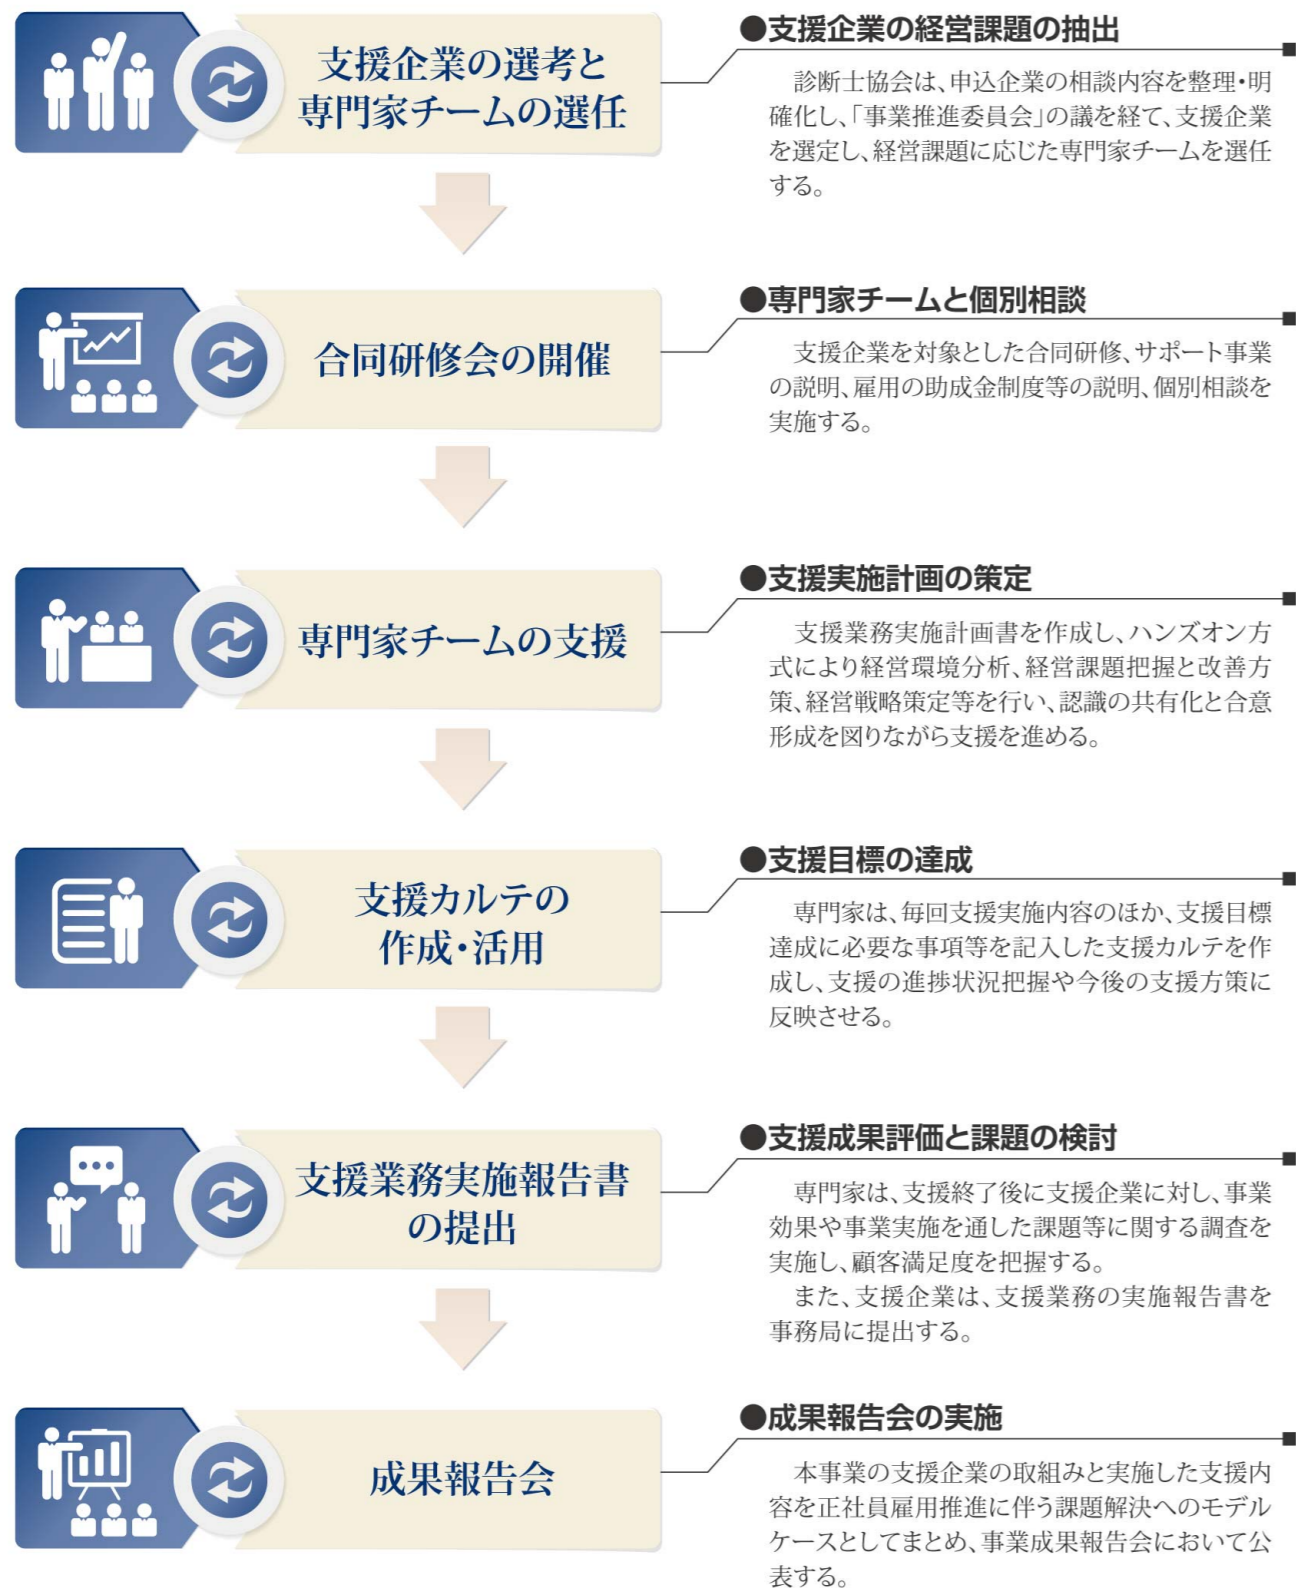 支援企業の選考と
専門家チームの選任
●支援企業の経営課題の抽出
診断士協会は、申込企業の相談内容を整理・明
確化し、「事業推進委員会」の議を経て、支援企業
を選定し、経営課題に応じた専門家チームを選任
する。
合同研修会の開催
●専門家チームと個別相談
支援企業を対象とした合同研修、サポート事業
の説明、雇用の助成金制度等の説明、個別相談を
実施する。
専門家チームの支援
●支援実施計画の策定
支援業務実施計画書を作成し、ハンズオン方
式により経営環境分析、経営課題把握と改善方
策、経営戦略策定等を行い、認識の共有化と合意
形成を図りながら支援を進める。
支援カルテの
作成・活用
●支援目標の達成
専門家は、毎回支援実施内容のほか、支援目標
達成に必要な事項等を記入した支援カルテを作
成し、支援の進捗状況把握や今後の支援方策に
反映させる。
支援業務実施報告書
の提出
●支援成果評価と課題の検討
専門家は、支援終了後に支援企業に対し、事業
効果や事業実施を通した課題等に関する調査を
実施し、顧客満足度を把握する。
また、支援企業は、支援業務の実施報告書を
事務局に提出する。
成果報告会
●成果報告会の実施
本事業の支援企業の取組みと実施した支援内
容を正社員雇用推進に伴う課題解決へのモデル
ケースとしてまとめ、事業成果報告会において公
表する。